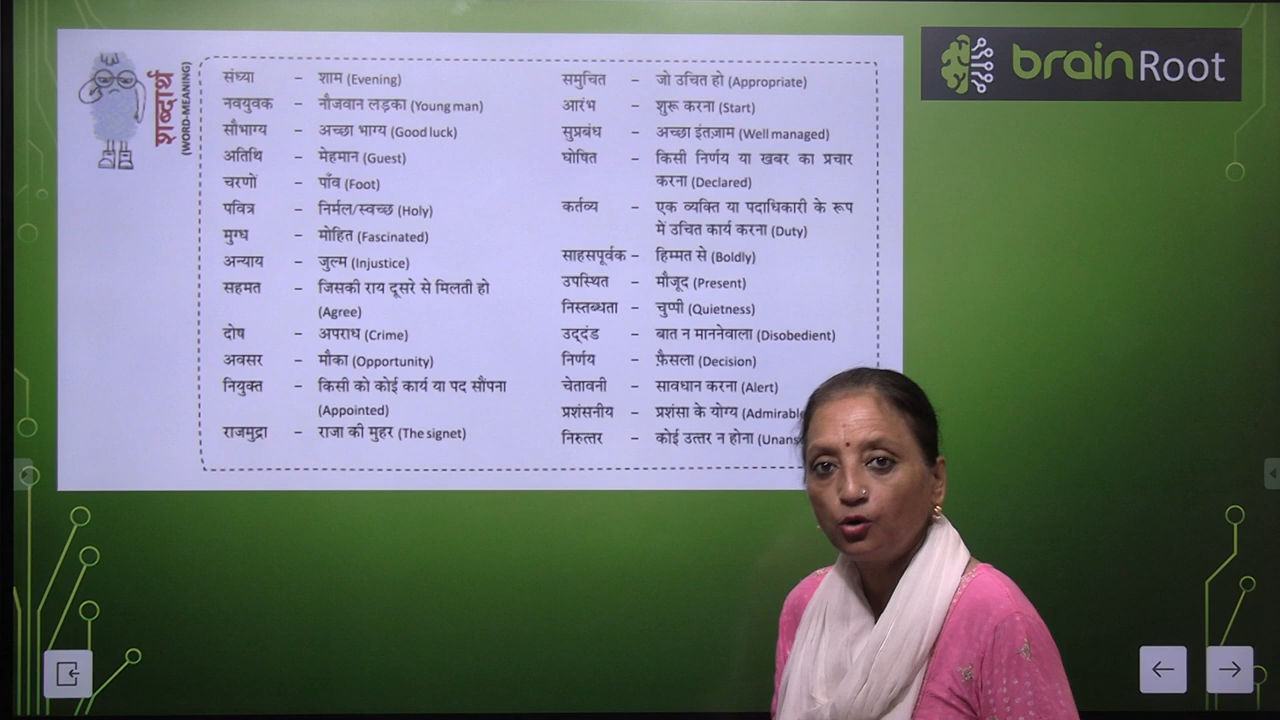 शब्दार्थ
(WORD-MEANING)
संध्या – शाम (Evening)
नवयुवक – नौजवान लड़का (Young man)
सौभाग्य – अच्छा भाग्य (Good luck)
अतिथि – मेहमान (Guest)
चरणों – पाँव (Foot)
पवित्र – निर्मल/स्वच्छ (Holy)
मुग्ध – मोहित (Fascinated)
अन्याय – जुल्म (Injustice)
सहमत – जिसकी राय दूसरे से मिलती हो
(Agree)
दोष – अपराध (Crime)
अवसर – मौका (Opportunity)
नियुक्त – किसी को कोई कार्य या पद सौंपना
(Appointed)
राजमुद्रा – राजा की मुहर (The signet)
समुचित – जो उचित हो (Appropriate)
आरंभ – शुरू करना (Start)
सुप्रबंध – अच्छा इंतज़ाम (Well managed)
घोषित – किसी निर्णय या खबर का प्रचार
करना (Declared)
कर्तव्य – एक व्यक्ति या पदाधिकारी के रूप
में उचित कार्य करना (Duty)
साहसपूर्वक – हिम्मत से (Boldly)
उपस्थित – मौजूद (Present)
निस्तब्धता – चुप्पी (Quietness)
उद्‌दंड – बात न माननेवाला (Disobedient)
निर्णय – फ़ैसला (Decision)
चेतावनी – सावधान करना (Alert)
प्रशंसनीय – प्रशंसा के योग्य
निरुत्तर – कोई उत्तर न होना
brainRoot